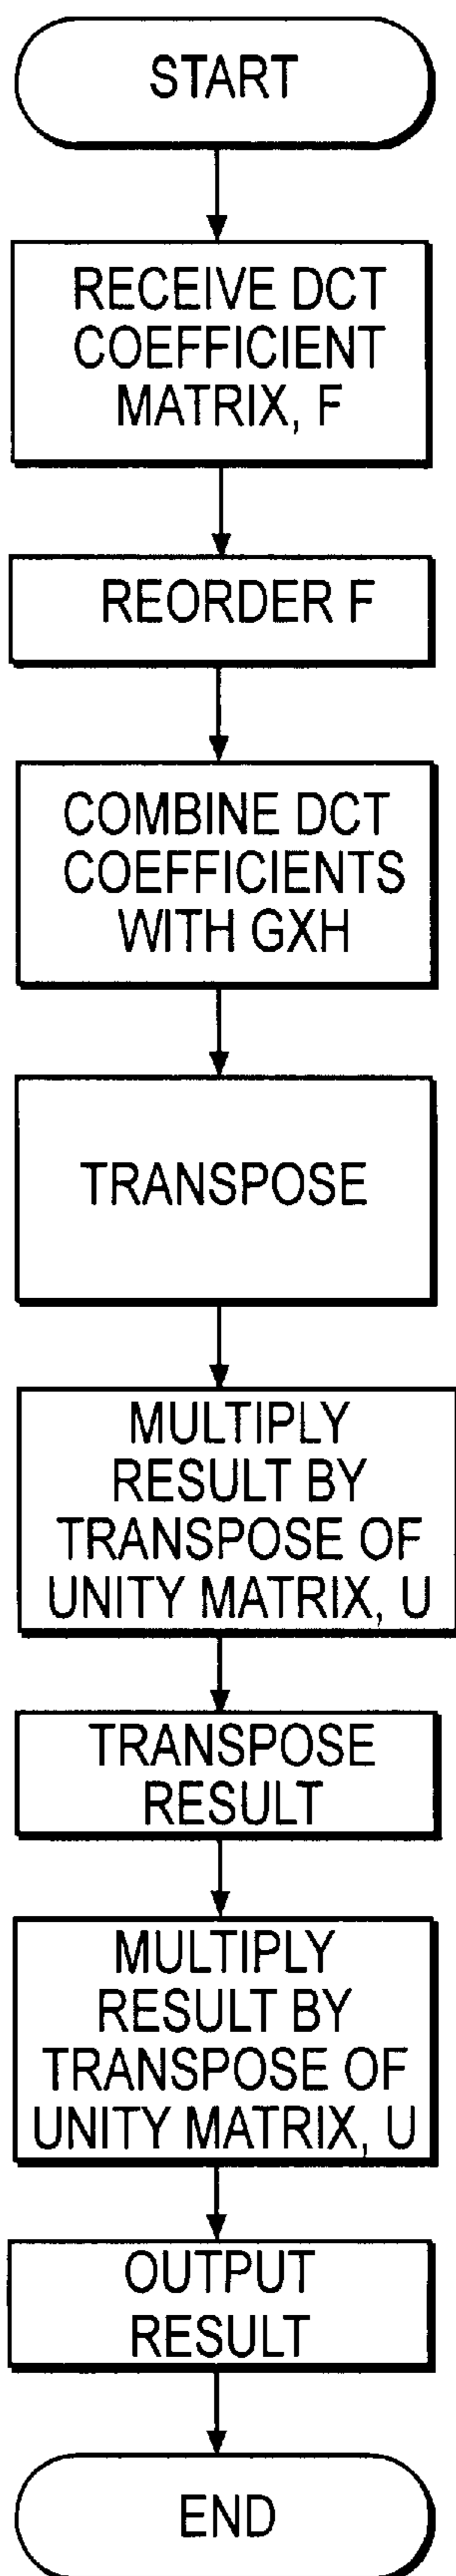 START
RECEIVE DCT
COEFFICIENT
MATRIX, F
REORDER F
COMBINE DCT
COEFFICIENTS
WITH GXH
TRANSPOSE
MULTIPLY
RESULT BY
TRANSPOSE OF
UNITY MATRIX, U
TRANSPOSE
RESULT
MULTIPLY
RESULT BY
TRANSPOSE OF
UNITY MATRIX, U
OUTPUT
RESULT
END